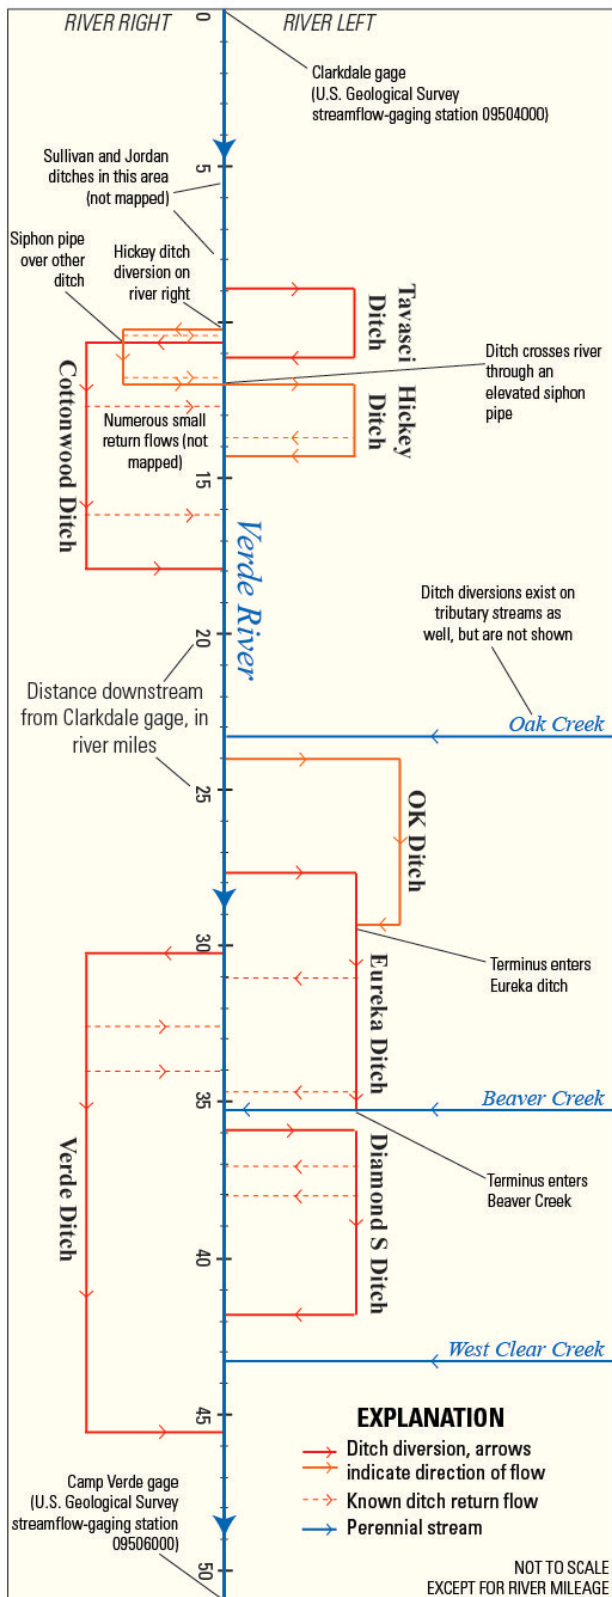 RIVER RIGHT
RIVER LEFT
0
Clarkdale gage
(U.S. Geological Survey
streamflow-gaging station 09504000)
Sullivan and Jordan
ditches in this area
(not mapped)
5
Siphon pipe
over other
ditch
Hickey ditch
diversion on
river right
Tavasci
Ditch
Ditch crosses river
through an
elevated siphon
pipe
Hickey
Ditch
Cottonwood Ditch
Numerous small
return flows (not
mapped)
15
Verde River
Ditch diversions exist on
tributary streams as
well, but are not shown
20
Distance downstream
from Clarkdale gage, in
river miles
Oak Creek
25
OK Ditch
30
Terminus enters
Eureka ditch
Eureka Ditch
35
Beaver Creek
Verde Ditch
Diamond S Ditch
Terminus enters
Beaver Creek
40
West Clear Creek
45
EXPLANATION
Ditch diversion, arrows
indicate direction of flow
Known ditch return flow
Perennial stream
Camp Verde gage
(U.S. Geological Survey
streamflow-gaging station
09506000)
50
NOT TO SCALE
EXCEPT FOR RIVER MILEAGE